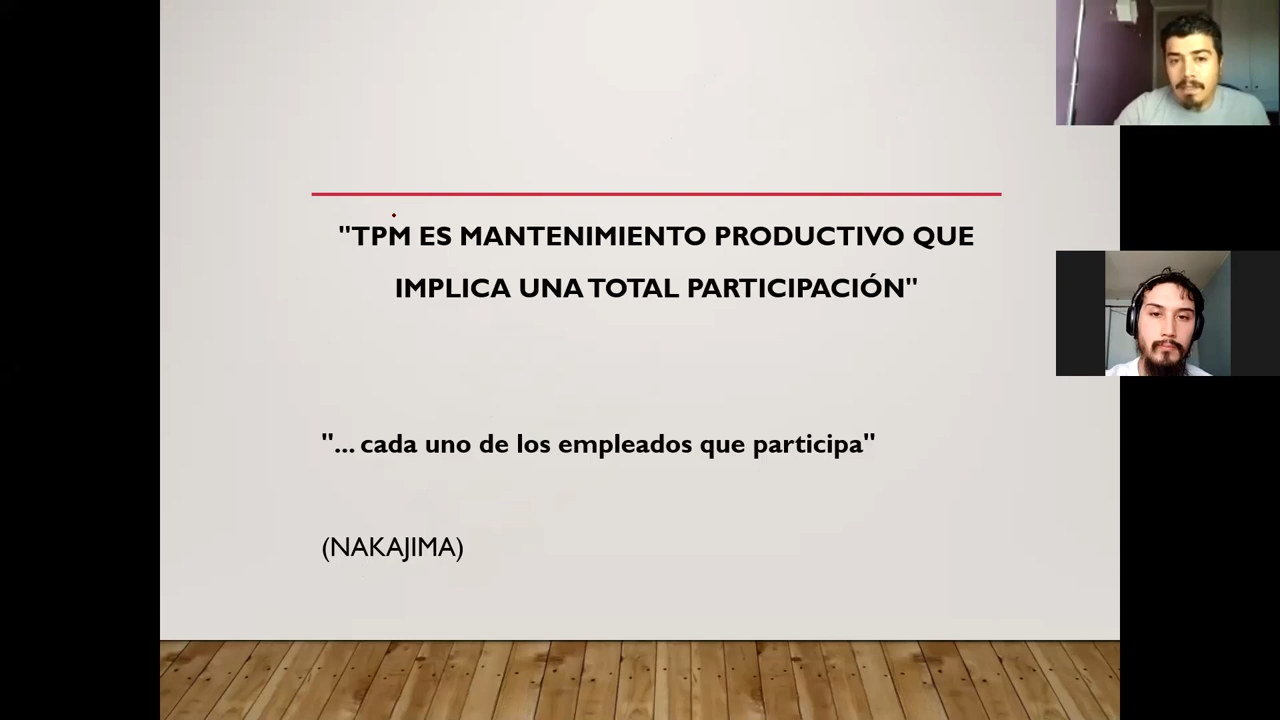 "TPM ES MANTENIMIENTO PRODUCTIVO QUE
IMPLICA UNA TOTAL PARTICIPACIÓN"
"... cada uno de los empleados que participa"
(NAKAJIMA)